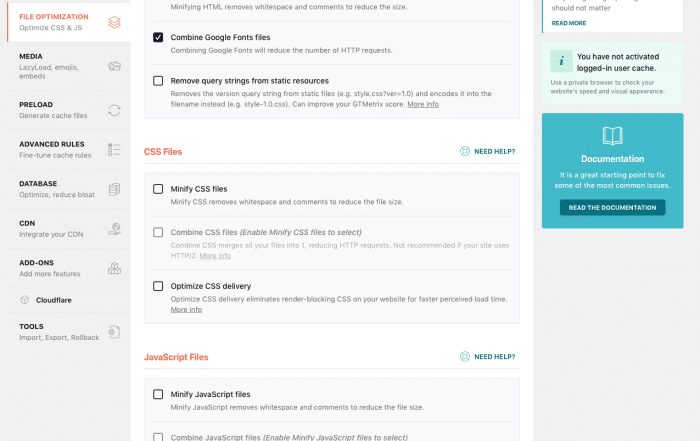 FILE OPTIMIZATION
Optimize CSS & JS
MEDIA
LazyLoad, emojis,
embeds
PRELOAD
Generate cache files
ADVANCED RULES
Fine-tune cache rules
DATABASE
Optimize, reduce bloat
CDN
Integrate your CDN
ADD-ONS
Add more features
Cloudflare
TOOLS
Import, Export, Rollback
Minifying HTML removes whitespace and comments to reduce the size.
Combine Google Fonts files
Combining Google Fonts will reduce the number of HTTP requests.
Remove query strings from static resources
Removes the version query string from static files (e.g. style.css?ver=1.0) and encodes it into the
filename instead (e.g. style-1.0.css). Can improve your GTMetrix score. More info
CSS Files
NEED HELP?
Minify CSS files
Minify CSS removes whitespace and comments to reduce the file size.
Combine CSS files (Enable Minify CSS files to select)
Combine CSS merges all your files into 1, reducing HTTP requests. Not recommended if your site uses
HTTP/2. More info
Optimize CSS delivery
Optimize CSS delivery eliminates render-blocking CSS on your website for faster perceived load time.
More info
JavaScript Files
NEED HELP?
Minify JavaScript files
Minify JavaScript removes whitespace and comments to reduce the file size.
Combine JavaScript files (Enable Minify JavaScript files to select)
should not matter
READ MORE
You have not activated
logged-in user cache.
Use a private browser to check your
website's speed and visual appearance.
Documentation
It is a great starting point to fix
some of the most common issues.
READ THE DOCUMENTATION